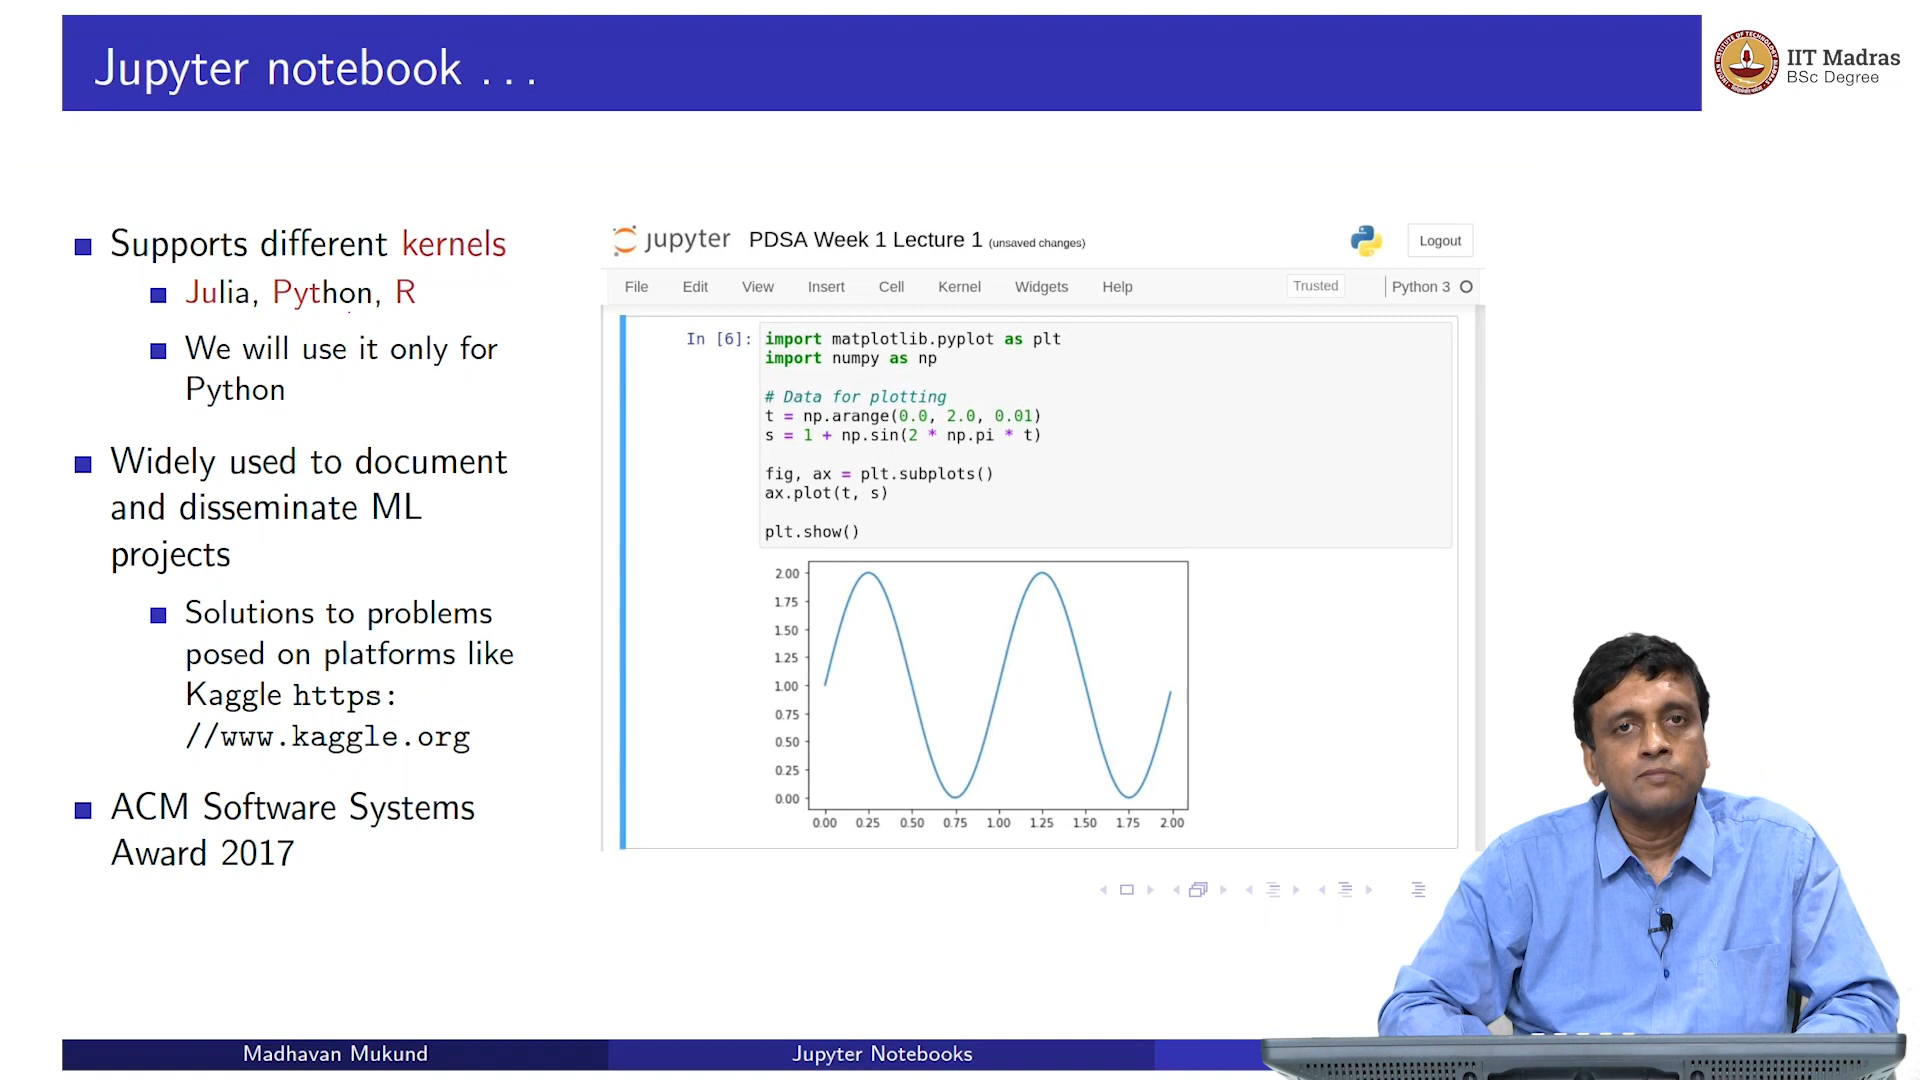 Jupyter notebook . . .
IIT Madras
BSc Degree
Supports different kernels
Julia, Python, R
We will use it only for
Python
Widely used to document
and disseminate ML
projects
Solutions to problems
posed on platforms like
Kaggle https:
//www.kaggle.org
ACM Software Systems
Award 2017
jupyter PDSA Week 1 Lecture 1 (unsaved changes)
Logout
File Edit View Insert Cell Kernel Widgets Help
Trusted
Python 3
In [6]:
import matplotlib.pyplot as plt
import numpy as np
# Data for plotting
t = np.arange(0.0, 2.0, 0.01)
s = 1 + np.sin(2 * np.pi * t)
fig, ax = plt.subplots()
ax.plot(t, s)
plt.show()
2.00
1.75
1.50
1.25
1.00
0.75
0.50
0.25
0.00
0.00 0.25 0.50 0.75 1.00 1.25 1.50 1.75 2.00
Madhavan Mukund
Jupyter Notebooks